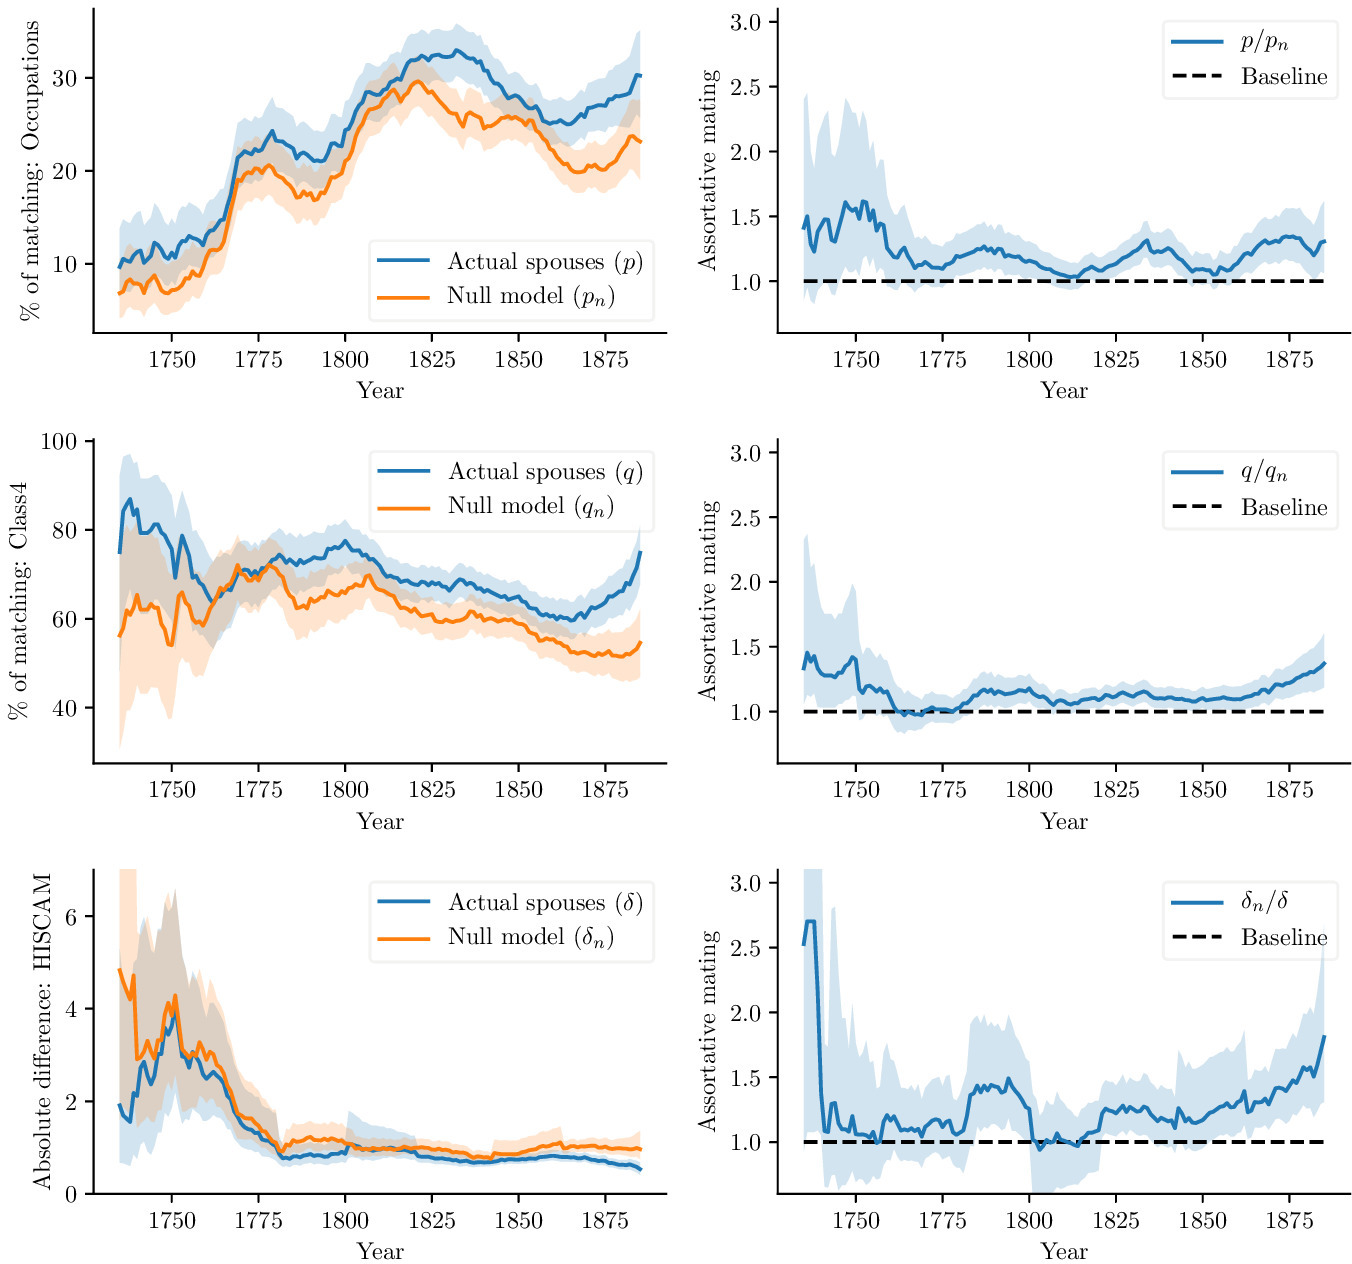 % of matching: Occupations
30
20
10
Actual spouses (p)
Null model (pₙ)
1750 1775 1800 1825 1850 1875
Year
Assortative mating
3.0
2.5
2.0
1.5
1.0
p/pₙ
Baseline
1750 1775 1800 1825 1850 1875
Year
% of matching: Class4
100
80
60
40
Actual spouses (q)
Null model (qₙ)
1750 1775 1800 1825 1850 1875
Year
Assortative mating
3.0
2.5
2.0
1.5
1.0
q/qₙ
Baseline
1750 1775 1800 1825 1850 1875
Year
Absolute difference: HISCAM
6
4
2
0
Actual spouses (δ)
Null model (δₙ)
1750 1775 1800 1825 1850 1875
Year
Assortative mating
3.0
2.5
2.0
1.5
1.0
δₙ/δ
Baseline
1750 1775 1800 1825 1850 1875
Year